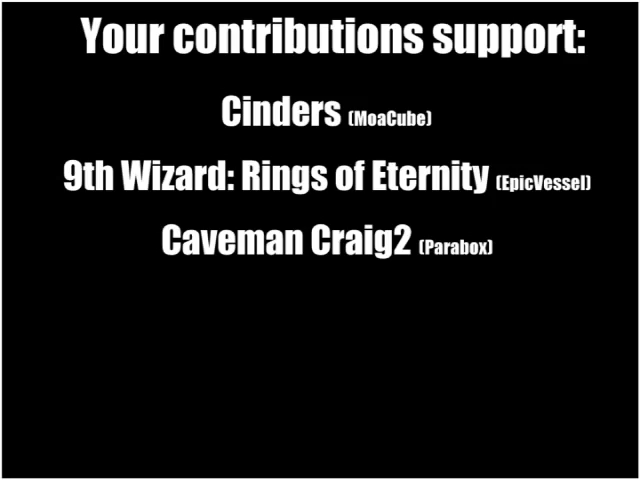 Your contributions support:
Cinders (MoaCube)
9th Wizard: Rings of Eternity (EpicVessel)
Caveman Craig2 (Parabox)